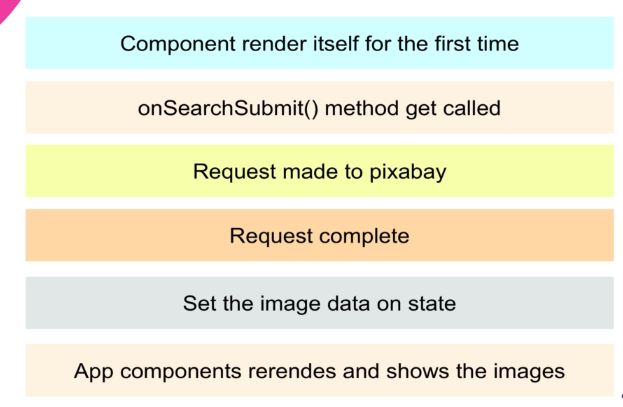 Component render itself for the first time
onSearchSubmit() method get called
Request made to pixabay
Request complete
Set the image data on state
App components rerendes and shows the images